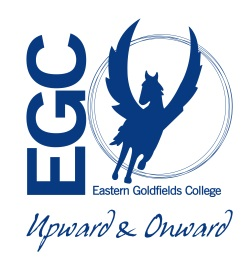 EGC
Eastern Goldfields College
Upward & Onward